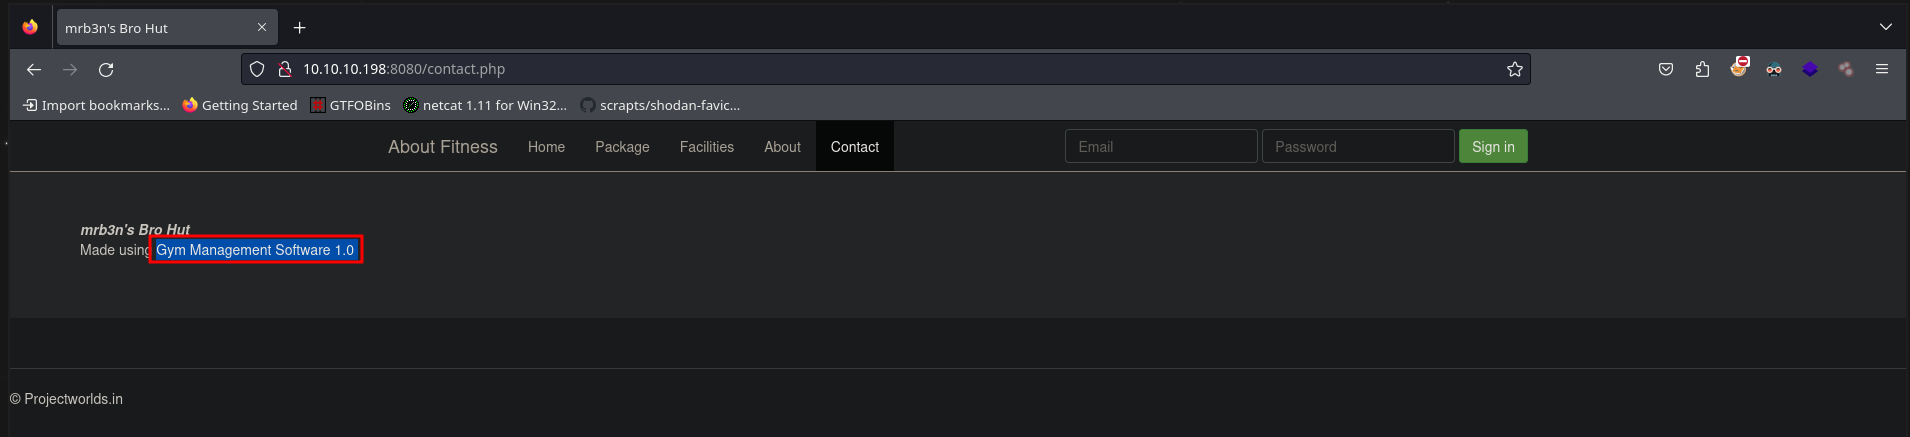 mrb3n's Bro Hut
10.10.10.198:8080/contact.php
Import bookmarks... Getting Started GTFOBins netcat 1.11 for Win32... scrapts/shodan-favic...
About Fitness Home Package Facilities About Contact Email Password Sign in
mrb3n's Bro Hut
Made using Gym Management Software 1.0
© Projectworlds.in